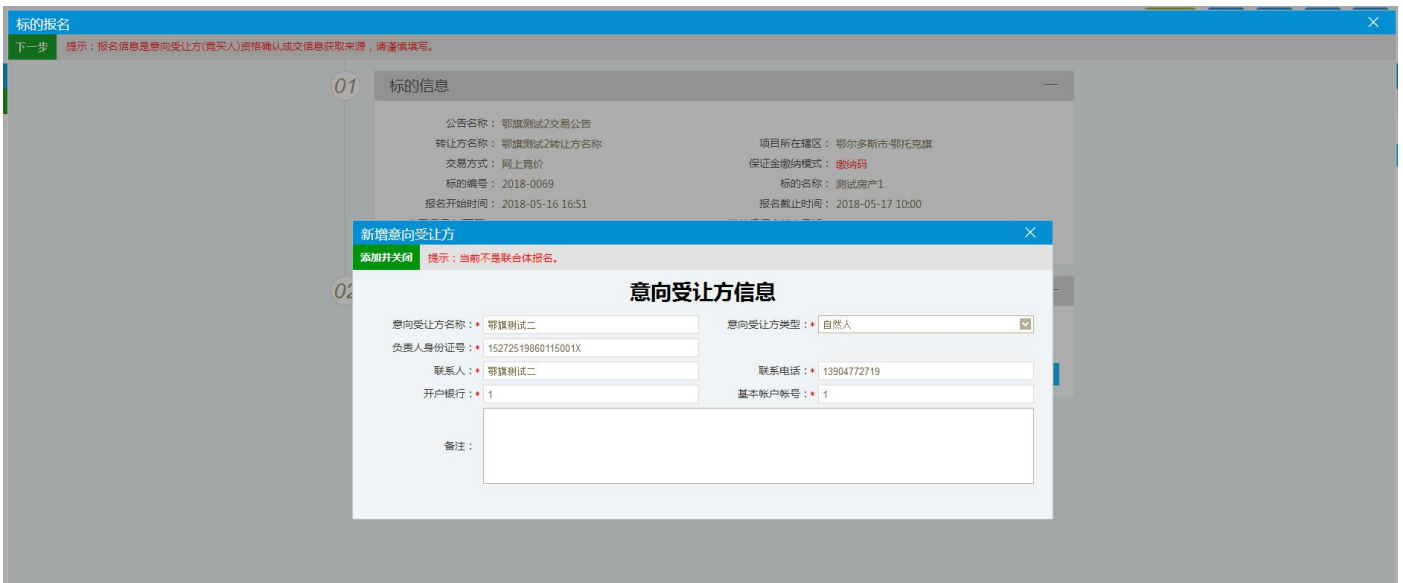 标的报名
下一步 提示：报名信息是意向受让方(竞买人)资格确认成交信息获取来源，请谨慎填写。
01 标的信息
公告名称： 鄂旗测试2交易公告
转让方名称： 鄂旗测试2转让方名称 项目所在辖区： 鄂尔多斯市·鄂托克旗
交易方式： 网上竞价 保证金缴纳模式： 缴纳码
标的编号： 2018-0069 标的名称： 测试房产1
报名开始时间： 2018-05-16 16:51 报名截止时间： 2018-05-17 10:00
新增意向受让方
添加并关闭 提示：当前不是联合体报名。
02
意向受让方信息
意向受让方名称：* 鄂旗测试二 意向受让方类型：* 自然人
负责人身份证号：* 15272519860115001X
联系人：* 鄂旗测试二 联系电话：* 13904772719
开户银行：* 1 基本帐户帐号：* 1
备注：